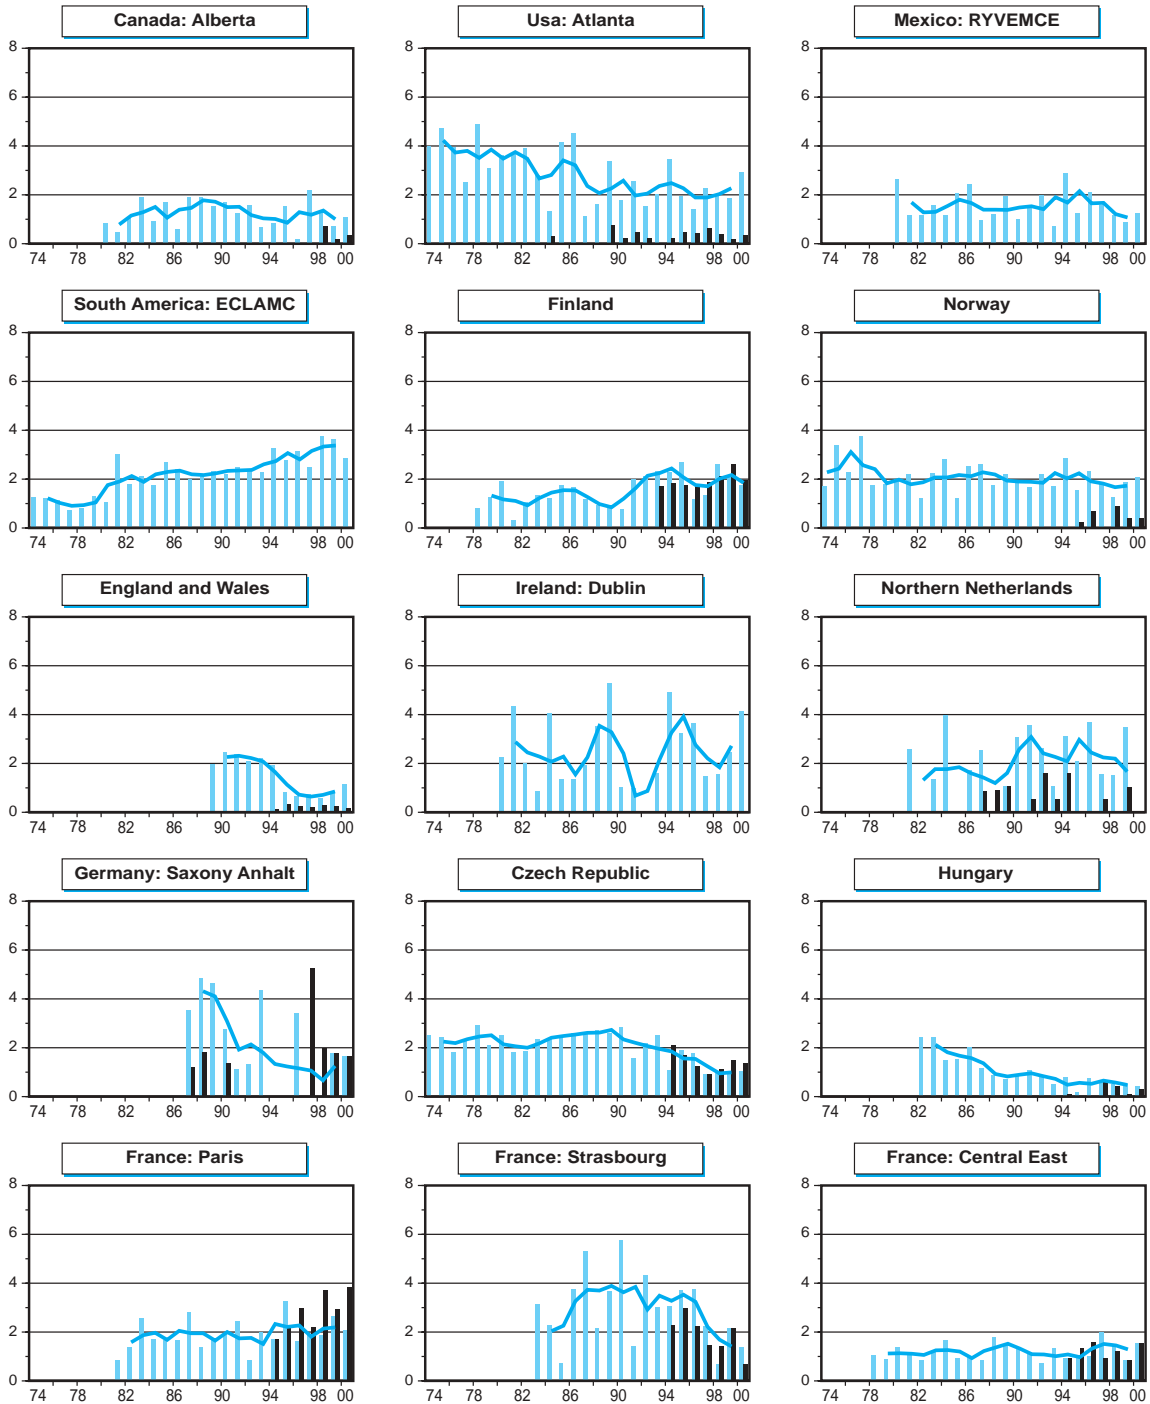 Canada: Alberta
Usa: Atlanta
Mexico: RYVEMCE
8 8 8
6 6 6
4 4 4
2 2 2
0 0 0
74 78 82 86 90 94 98 00 74 78 82 86 90 94 98 00 74 78 82 86 90 94 98 00
South America: ECLAMC
Finland
Norway
8 8 8
6 6 6
4 4 4
2 2 2
0 0 0
74 78 82 86 90 94 98 00 74 78 82 86 90 94 98 00 74 78 82 86 90 94 98 00
England and Wales
Ireland: Dublin
Northern Netherlands
8 8 8
6 6 6
4 4 4
2 2 2
0 0 0
74 78 82 86 90 94 98 00 74 78 82 86 90 94 98 00 74 78 82 86 90 94 98 00
Germany: Saxony Anhalt
Czech Republic
Hungary
8 8 8
6 6 6
4 4 4
2 2 2
0 0 0
74 78 82 86 90 94 98 00 74 78 82 86 90 94 98 00 74 78 82 86 90 94 98 00
France: Paris
France: Strasbourg
France: Central East
8 8 8
6 6 6
4 4 4
2 2 2
0 0 0
74 78 82 86 90 94 98 00 74 78 82 86 90 94 98 00 74 78 82 86 90 94 98 00